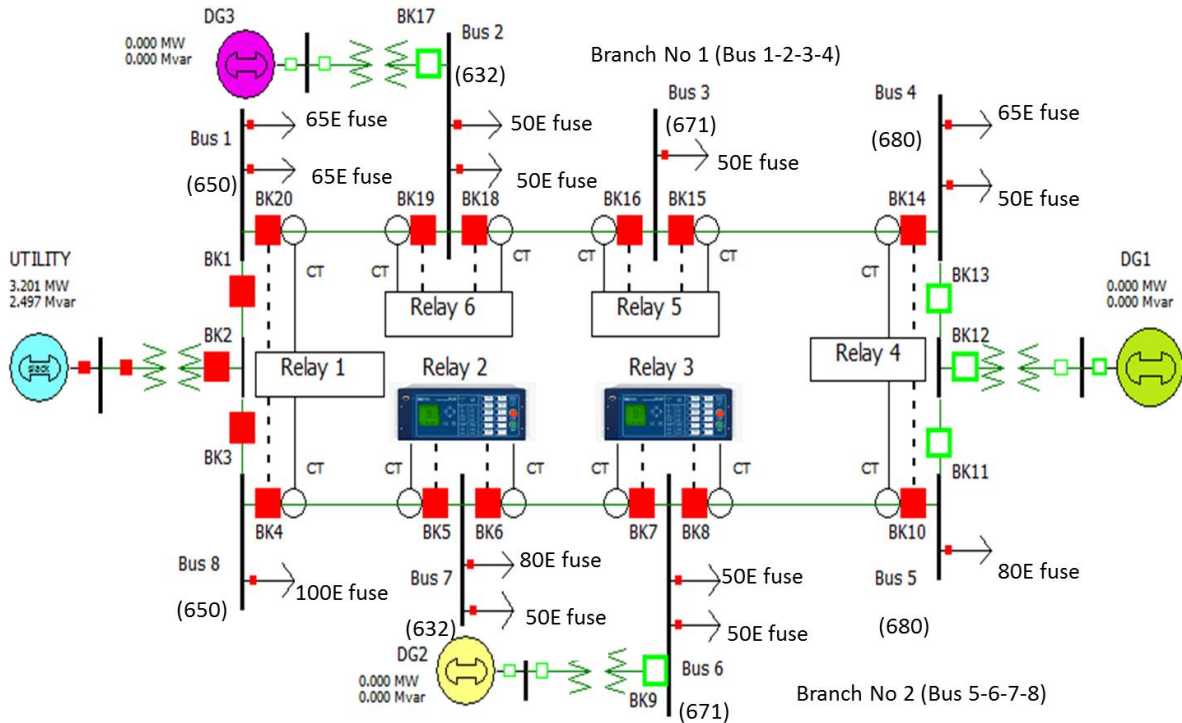 DG3
BK17
Bus 2
0.000 MW
0.000 Mvar
(632)
Branch No 1 (Bus 1-2-3-4)
Bus 3
Bus 4
(671)
(680)
65E fuse
50E fuse
50E fuse
65E fuse
Bus 1
65E fuse
50E fuse
50E fuse
(650)
BK20
BK19
BK18
BK16
BK15
BK14
CT
CT
CT
CT
CT
CT
UTILITY
3.201 MW
2.497 Mvar
slack
BK1
BK2
BK3
Relay 6
Relay 5
BK13
BK12
BK11
DG1
0.000 MW
0.000 Mvar
Relay 1
Relay 2
Relay 3
Relay 4
CT
CT
CT
CT
CT
CT
BK4
BK5
BK6
BK7
BK8
BK10
Bus 8
(650)
100E fuse
Bus 7
(632)
80E fuse
50E fuse
50E fuse
50E fuse
Bus 5
80E fuse
(680)
DG2
0.000 MW
0.000 Mvar
BK9
Bus 6
(671)
Branch No 2 (Bus 5-6-7-8)